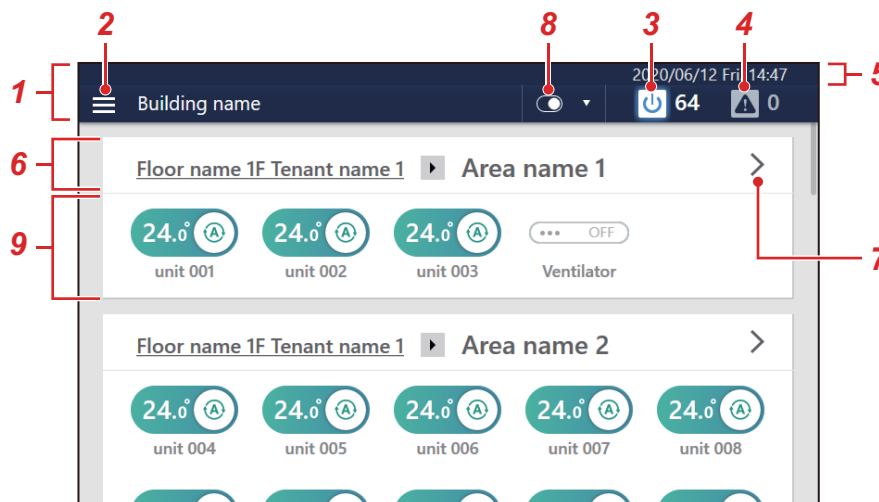 2 8 3 4
2020/06/12 Fri 14:47 5
1 Building name 64 0
6 Floor name 1F Tenant name 1 Area name 1
24.0° A 24.0° A 24.0° A OFF
9 7
unit 001 unit 002 unit 003 Ventilator
Floor name 1F Tenant name 1 Area name 2
24.0° A 24.0° A 24.0° A 24.0° A 24.0° A
unit 004 unit 005 unit 006 unit 007 unit 008